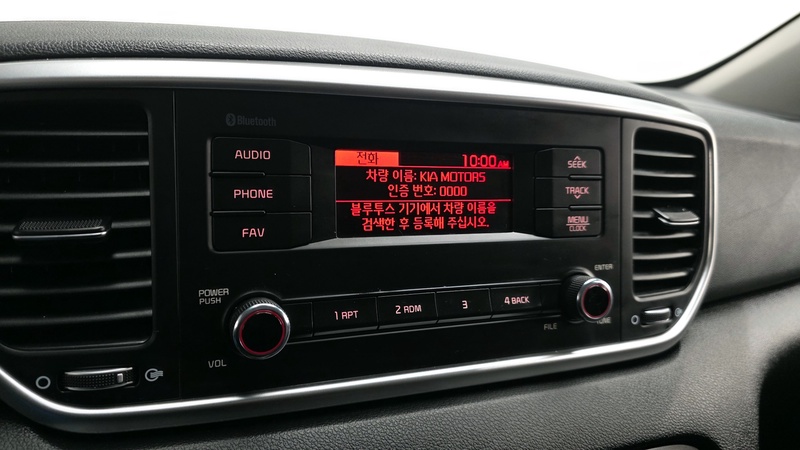 Bluetooth
AUDIO
PHONE
FAV
전화 10:00 AM
차량 이름: KIA MOTORS
인증 번호: 0000
블루투스 기기에서 차량 이름을
검색한 후 등록해 주십시오.
SEEK
TRACK
MENU
CLOCK
POWER
PUSH
VOL
1 RPT
2 RDM
3
4 BACK
ENTER
FILE
TUNE